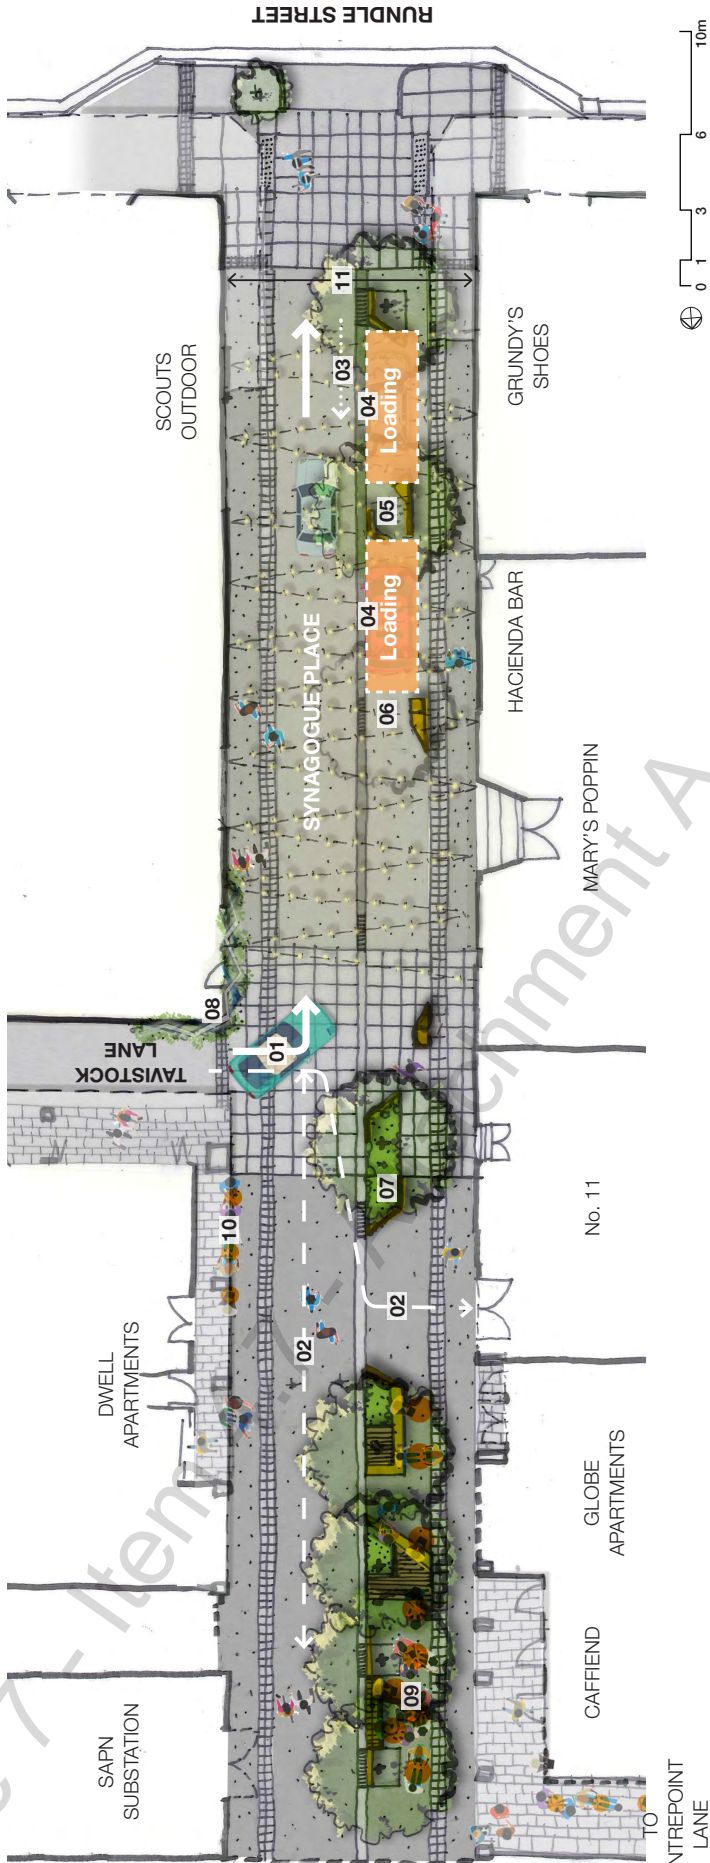 SAPN
SUBSTATION
DWELL
APARTMENTS
TAVISTOCK
LANE
SCOUTS
OUTDOOR
RUNDLE STREET
10
08
01
02
SYNAGOGUE PLACE
03
11
09
02
07
06
04
Loading
05
04
Loading
TO
NTREPOINT
LANE
CAFFIEND
GLOBE
APARTMENTS
No. 11
MARY'S POPPIN
HACIENDA BAR
GRUNDY'S
SHOES
0 1 3 6 10m
7 - Item 7 - Attachment A